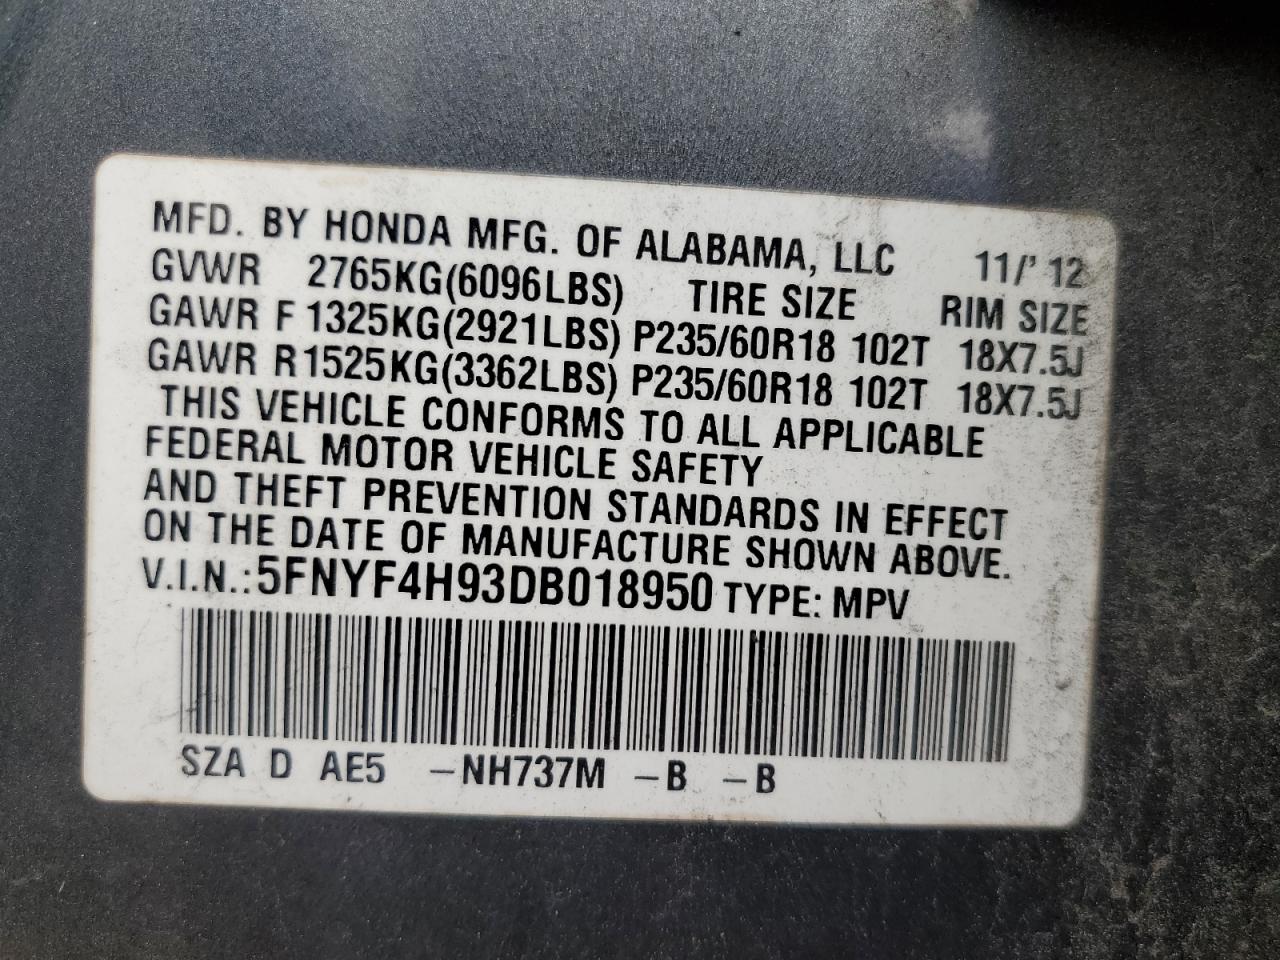 MFD. BY HONDA MFG. OF ALABAMA, LLC 11/' 12
GVWR 2765KG(6096LBS) TIRE SIZE RIM SIZE
GAWR F 1325KG(2921LBS) P235/60R18 102T 18X7.5J
GAWR R1525KG(3362LBS) P235/60R18 102T 18X7.5J
THIS VEHICLE CONFORMS TO ALL APPLICABLE
FEDERAL MOTOR VEHICLE SAFETY
AND THEFT PREVENTION STANDARDS IN EFFECT
ON THE DATE OF MANUFACTURE SHOWN ABOVE.
V.I.N.:5FNYF4H93DB018950 TYPE: MPV
SZA D AE5 -NH737M -B -B